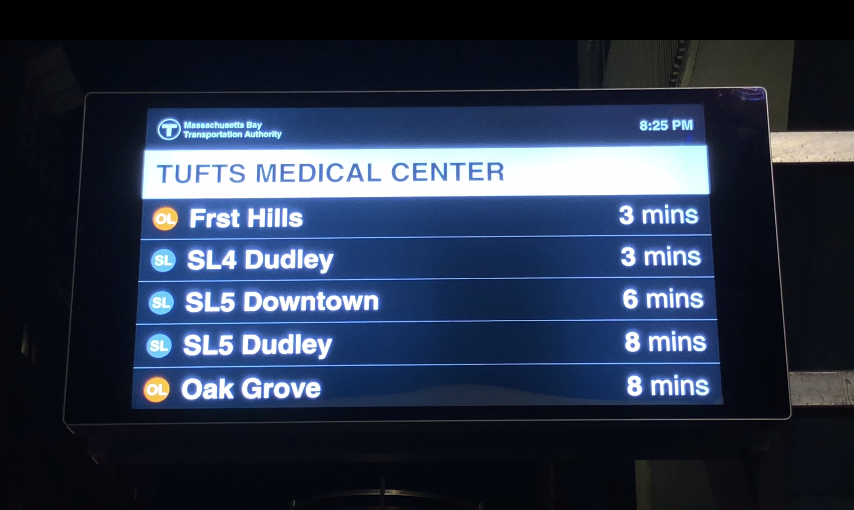 T Massachusetts Bay
Transportation Authority
8:25 PM
TUFTS MEDICAL CENTER
OL Frst Hills 3 mins
SL SL4 Dudley 3 mins
SL SL5 Downtown 6 mins
SL SL5 Dudley 8 mins
OL Oak Grove 8 mins